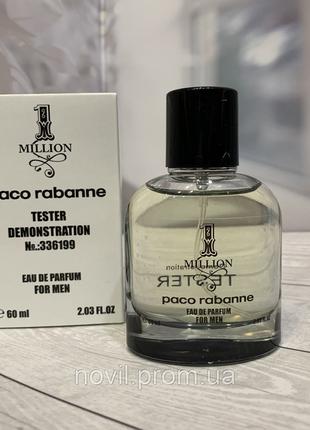 1
MILLION
paco rabanne
TESTER
DEMONSTRATION
№.:336199
EAU DE PARFUM
FOR MEN
℮ 60 ml 2.03 FL.OZ
1
MILLION
TESTER
paco rabanne
EAU DE PARFUM
FOR MEN
http://novil.prom.ua